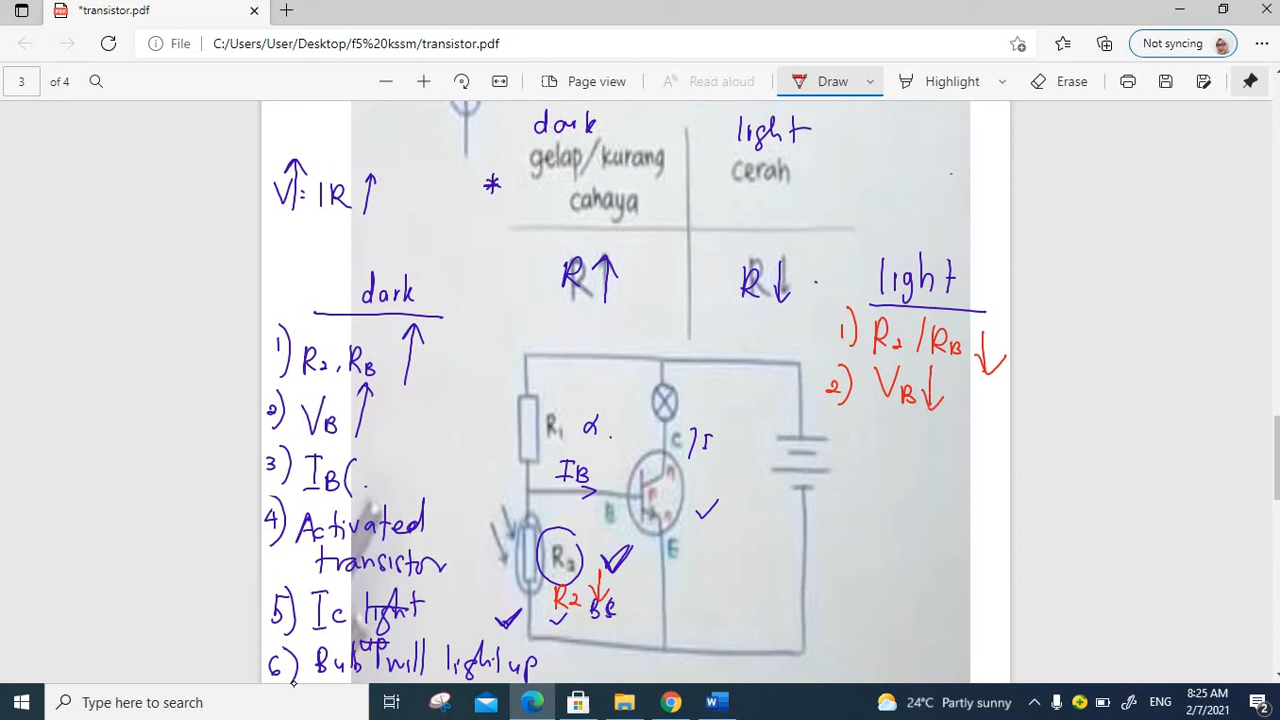 *transistor.pdf
Not syncing
File
C:/Users/User/Desktop/f5%20kssm/transistor.pdf
3 of 4
Page view
Read aloud
Draw
Highlight
Erase
dark
light
gelap/kurang
cahaya
cerah
V = IR ↑
*
R ↑
R ↓
dark
1) R2, RB ↑
2) VB ↑
3) IB
4) Activated
transistor
5) Ic light
up
6) Bulb will light up
light
1) R2 / RB ↓
2) VB ↓
R1 α
IB
C
B
E
R2
R2 ↓
Type here to search
24°C Partly sunny
ENG
8:25 AM
2/7/2021
2